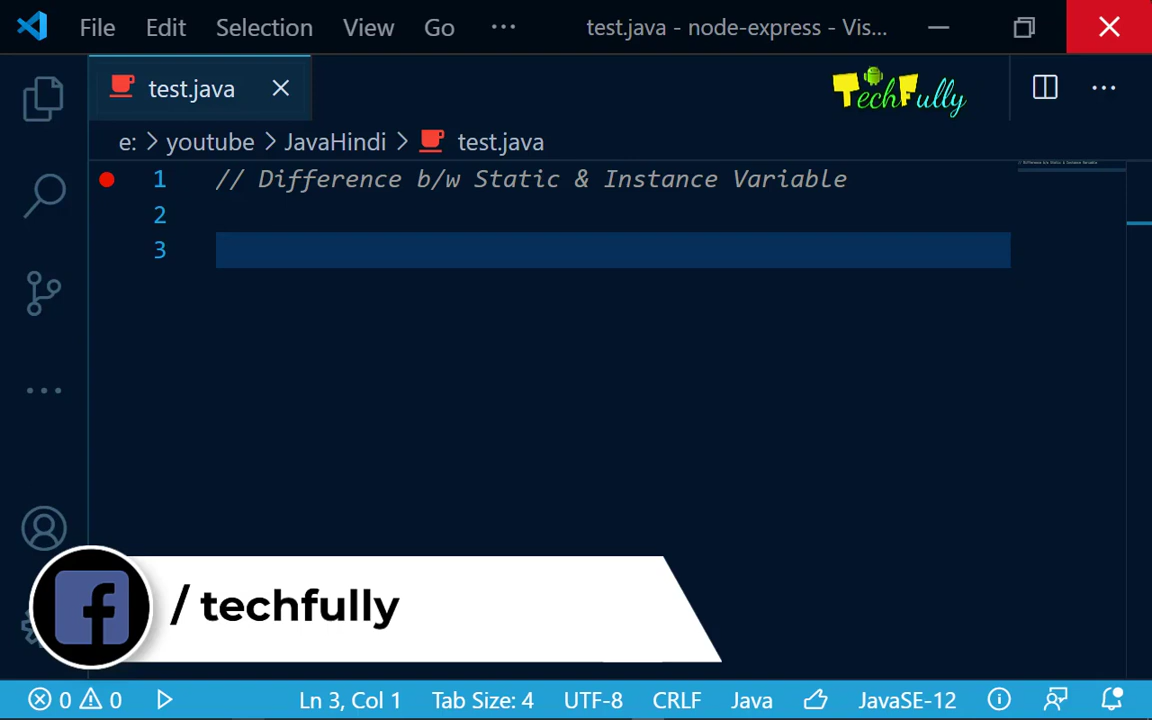 File Edit Selection View Go ··· test.java - node-express - Vis...
test.java
TechFully
e: > youtube > JavaHindi > test.java
1 // Difference b/w Static & Instance Variable
2
3
/ techfully
0 0 Ln 3, Col 1 Tab Size: 4 UTF-8 CRLF Java JavaSE-12